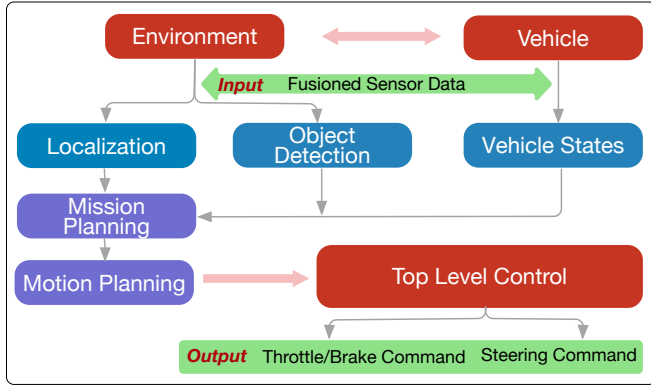 Environment
Vehicle
Input Fusioned Sensor Data
Localization
Object
Detection
Vehicle States
Mission
Planning
Motion Planning
Top Level Control
Output Throttle/Brake Command Steering Command